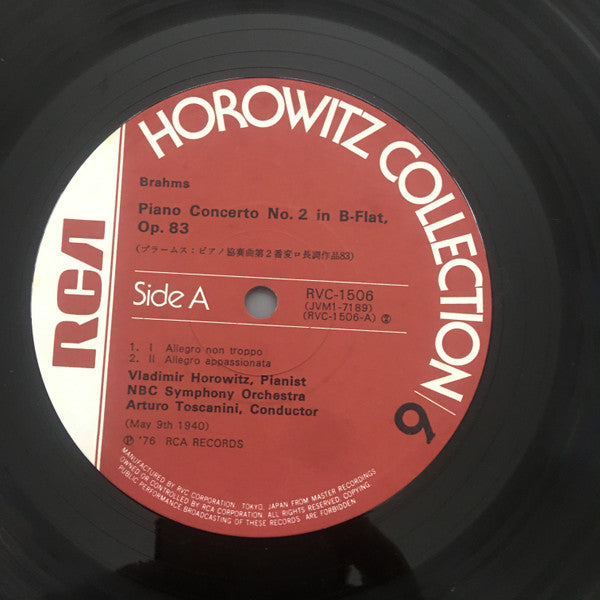 HOROWITZ COLLECTION/9
RCA
Brahms
Piano Concerto No. 2 in B-Flat,
Op. 83
(ブラームス:ピアノ協奏曲第2番変ロ長調作品83)
Side A
RVC-1506
(JVM1-7189)
(RVC-1506-A) ②
1. I Allegro non troppo
2. II Allegro appassionata
Vladimir Horowitz, Pianist
NBC Symphony Orchestra
Arturo Toscanini, Conductor
(May 9th 1940)
Ⓟ '76 RCA RECORDS
MANUFACTURED BY RVC CORPORATION, TOKYO, JAPAN FROM MASTER RECORDINGS
OWNED OR CONTROLLED BY RCA CORPORATION. ALL RIGHTS RESERVED. COPYING,
PUBLIC PERFORMANCE, BROADCASTING OF THESE RECORDS ARE FORBIDDEN